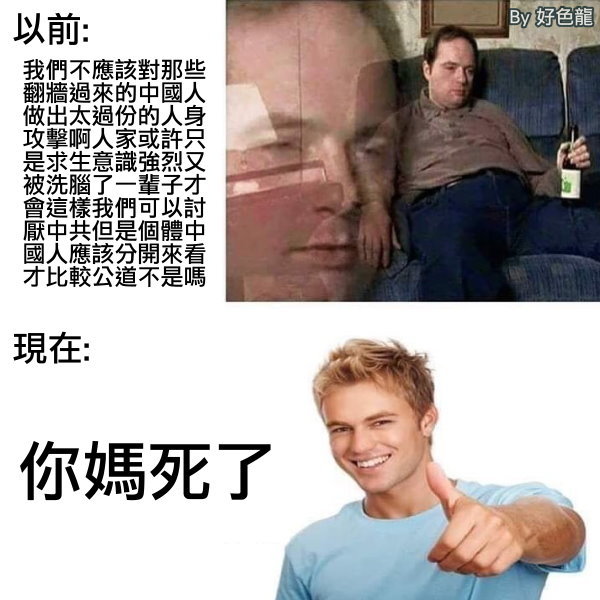 By 好色龍
以前:
我們不應該對那些
翻牆過來的中國人
做出太過份的人身
攻擊啊人家或許只
是求生意識強烈又
被洗腦了一輩子才
會這樣我們可以討
厭中共但是個體中
國人應該分開來看
才比較公道不是嗎
現在:
你媽死了